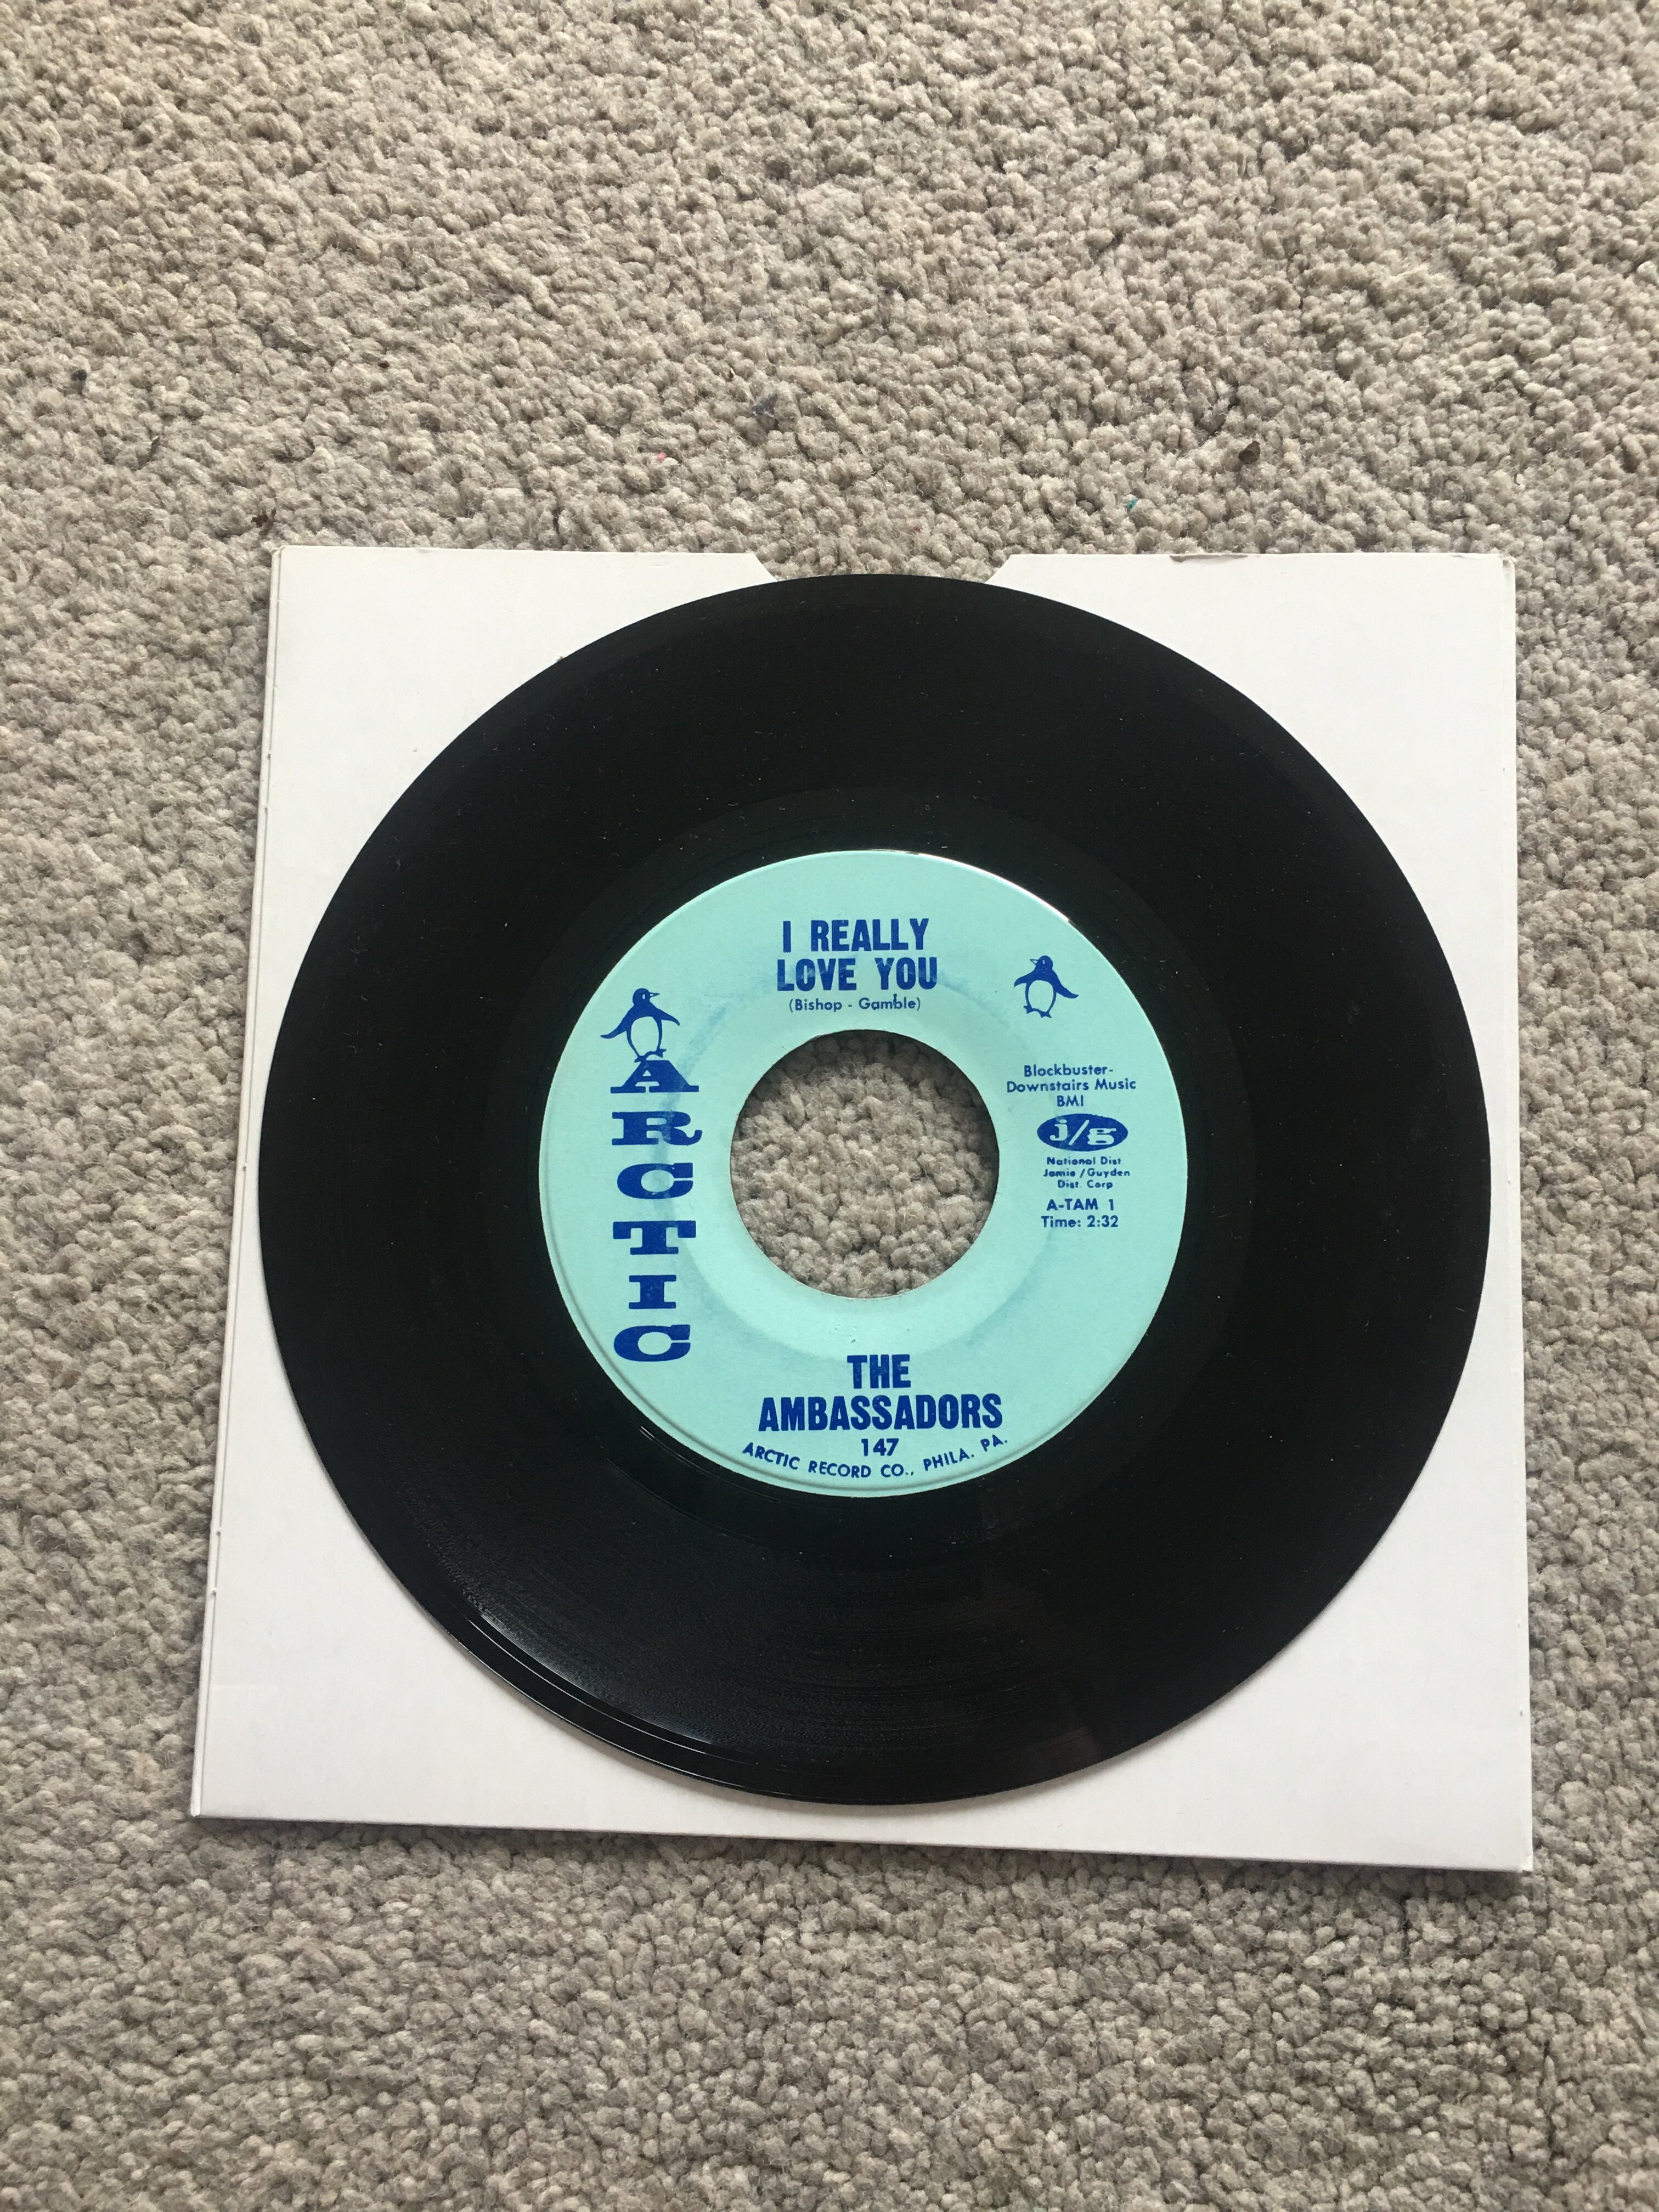 I REALLY
LOVE YOU
(Bishop - Gamble)
ARCTIC
Blockbuster-
Downstairs Music
BMI
j/g
National Dist
Jamie/Guyden
Dist. Corp
A-TAM 1
Time: 2:32
THE
AMBASSADORS
147
ARCTIC RECORD CO., PHILA. PA.